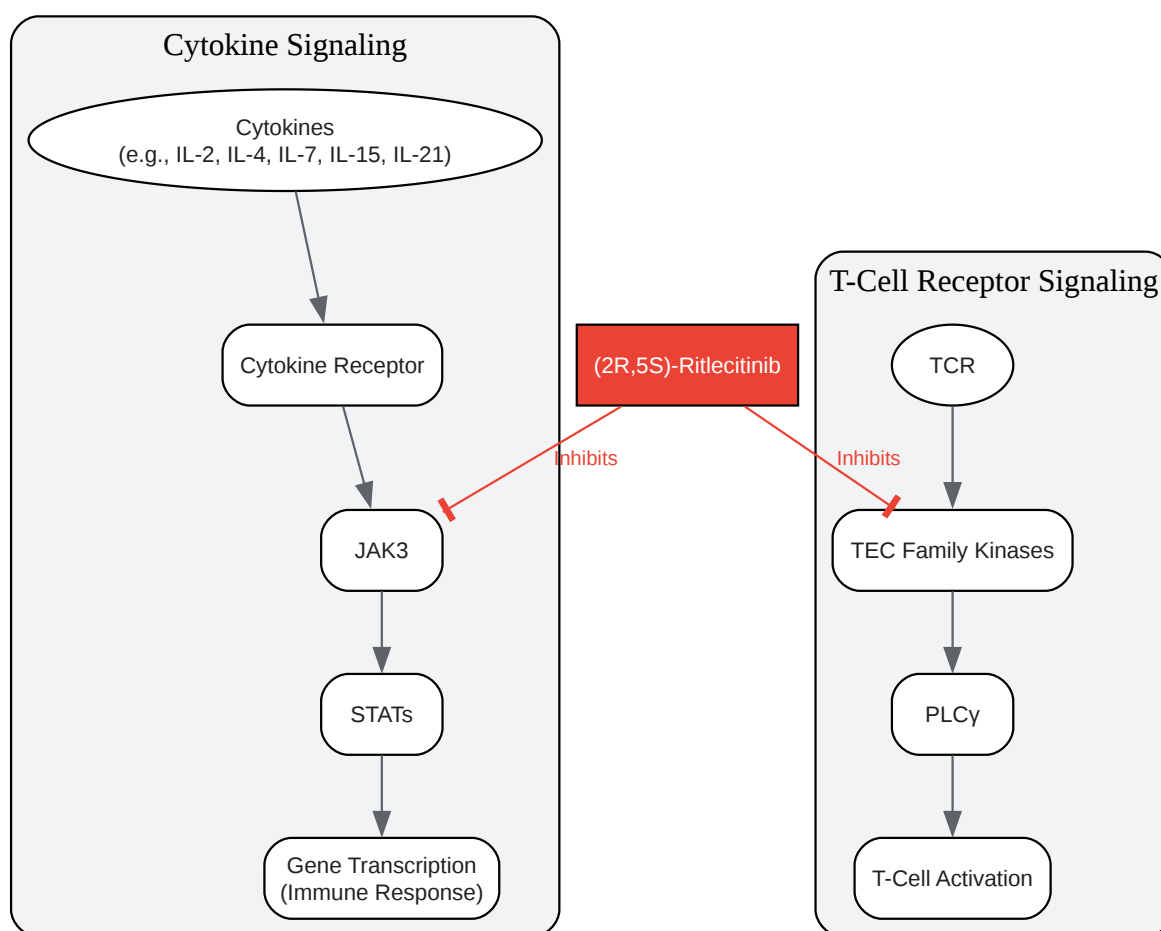 Cytokine Signaling
Cytokines
(e.g., IL-2, IL-4, IL-7, IL-15, IL-21)
Cytokine Receptor
JAK3
STATs
Gene Transcription
(Immune Response)
(2R,5S)-Ritlecitinib
Inhibits
Inhibits
T-Cell Receptor Signaling
TCR
TEC Family Kinases
PLCγ
T-Cell Activation